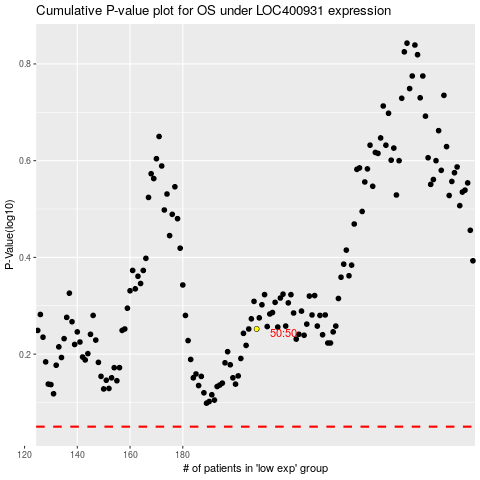 Cumulative P-value plot for OS under LOC400931 expression
P-Value(log10)
0.8
0.6
0.4
0.2
50:50
120 140 150 160 180
# of patients in 'low exp' group